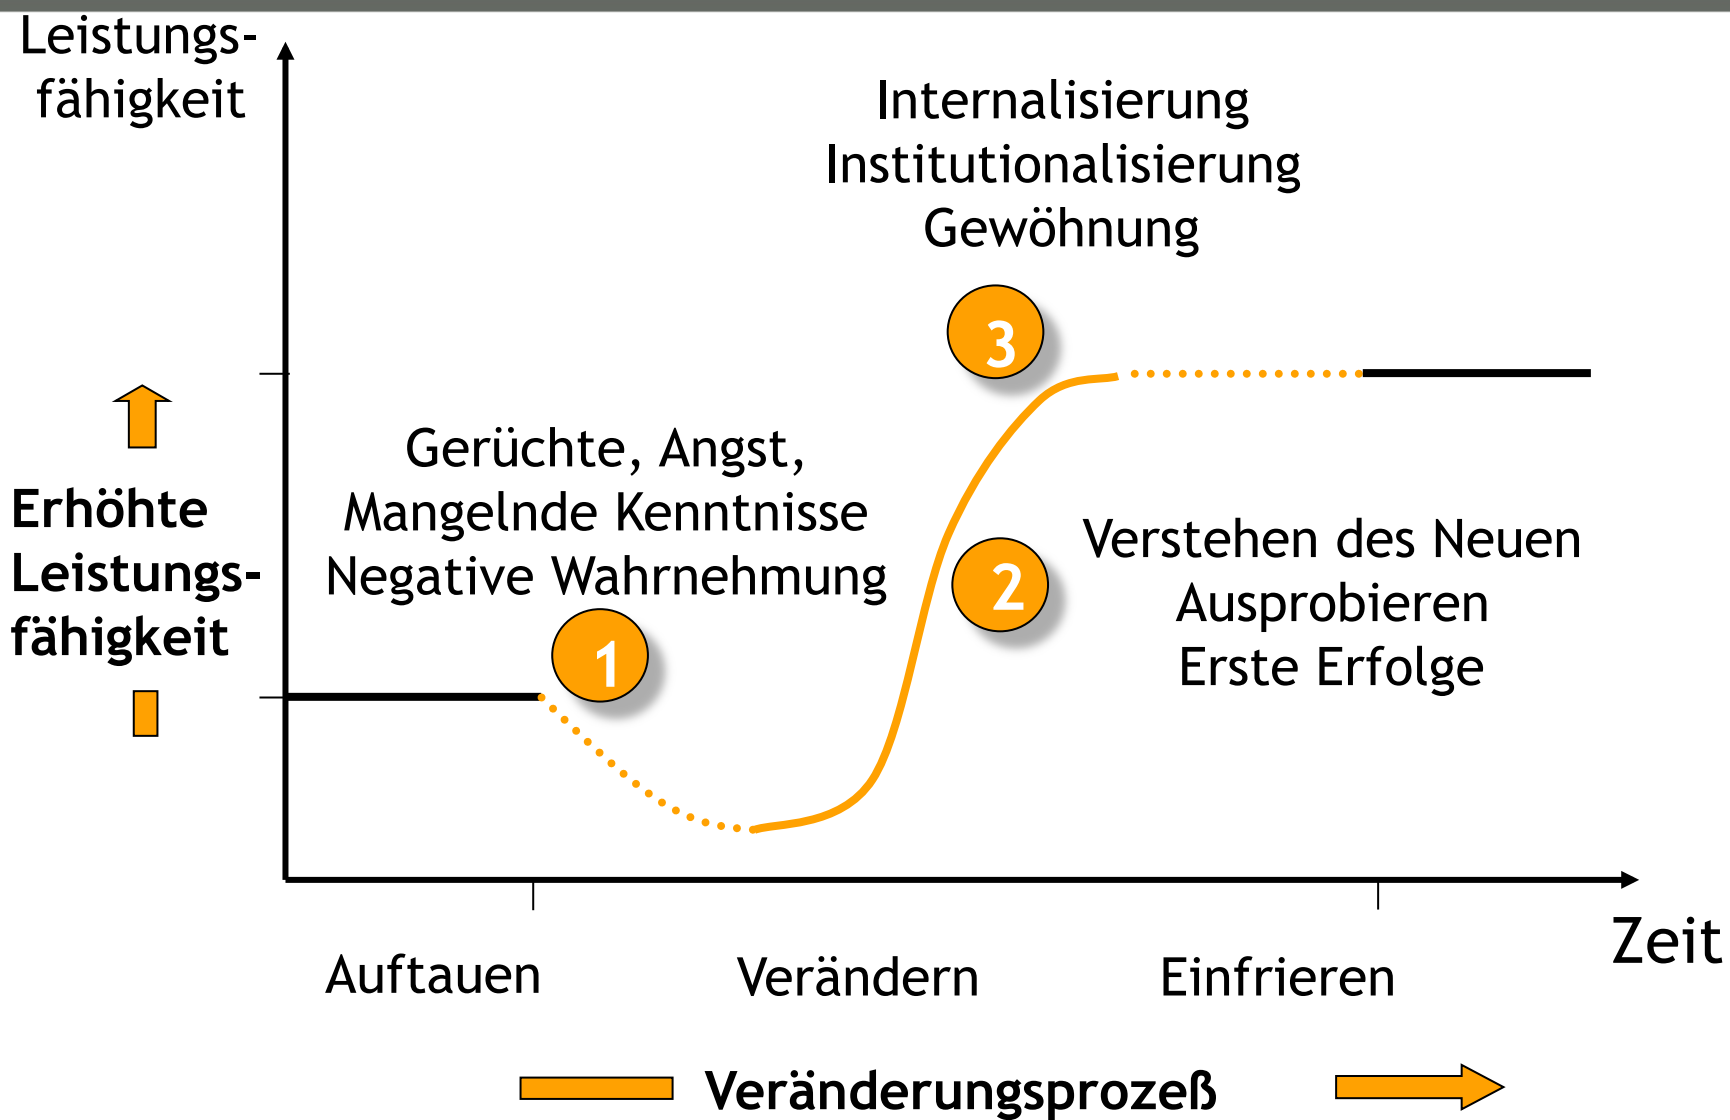 Leistungs-
fähigkeit
Internalisierung
Institutionalisierung
Gewöhnung
3
Gerüchte, Angst,
Mangelnde Kenntnisse
Negative Wahrnehmung
1
Erhöhte
Leistungs-
fähigkeit
2
Verstehen des Neuen
Ausprobieren
Erste Erfolge
Zeit
Auftauen
Verändern
Einfrieren
Veränderungsprozeß